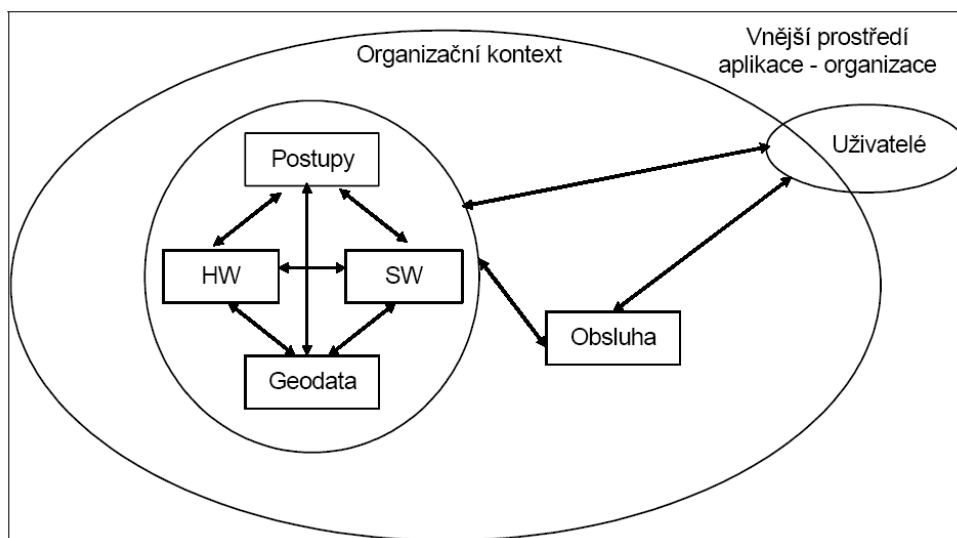 Vnější prostředí
aplikace - organizace
Organizační kontext
Uživatelé
Postupy
HW
SW
Obsluha
Geodata